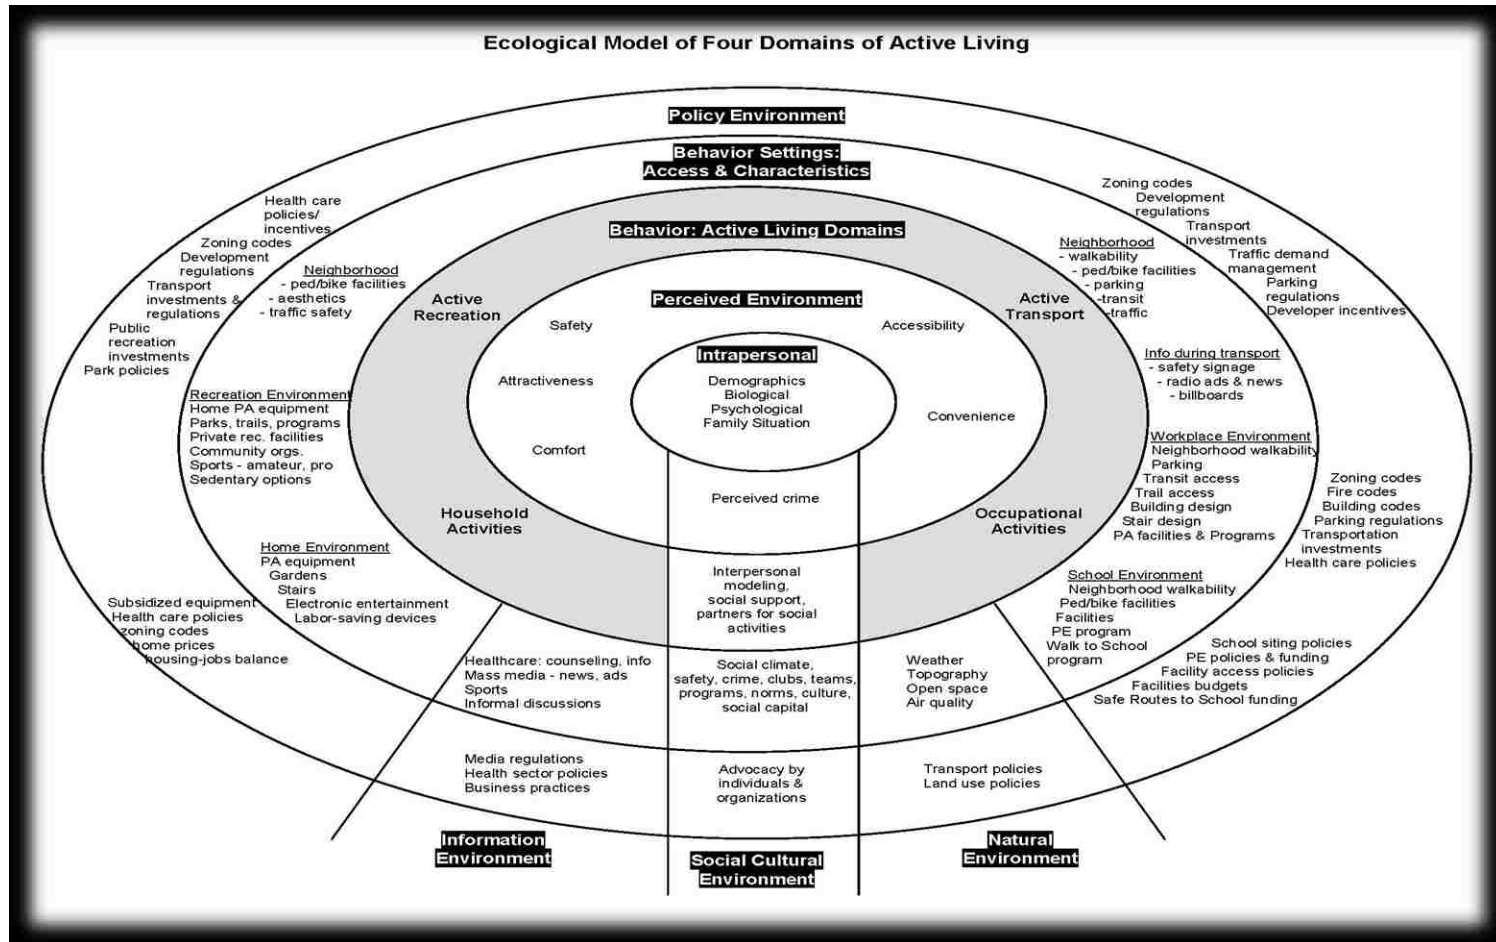 Ecological Model of Four Domains of Active Living
Policy Environment
Behavior Settings:
Access & Characteristics
Behavior: Active Living Domains
Perceived Environment
Intrapersonal
Demographics
Biological
Psychological
Family Situation
Safety
Attractiveness
Comfort
Accessibility
Convenience
Perceived crime
Active
Recreation
Active
Transport
Household
Activities
Occupational
Activities
Health care
policies/
incentives
Zoning codes
Development
regulations
Transport
investments &
regulations
Public
recreation
investments
Park policies
Neighborhood
- ped/bike facilities
- aesthetics
- traffic safety
Recreation Environment
Home PA equipment
Parks, trails, programs
Private rec. facilities
Community orgs.
Sports - amateur, pro
Sedentary options
Home Environment
PA equipment
Gardens
Stairs
Electronic entertainment
Labor-saving devices
Subsidized equipment
Health care policies
zoning codes
home prices
housing-jobs balance
Zoning codes
Development
regulations
Transport
investments
Traffic demand
management
Parking
regulations
Developer incentives
Neighborhood
- walkability
- ped/bike facilities
- parking
-transit
-traffic
Info during transport
- safety signage
- radio ads & news
- billboards
Workplace Environment
Neighborhood walkability
Parking
Transit access
Trail access
Building design
Stair design
PA facilities & Programs
Zoning codes
Fire codes
Building codes
Parking regulations
Transportation
investments
Health care policies
School Environment
Neighborhood walkability
Ped/bike facilities
Facilities
PE program
Walk to School
program
School siting policies
PE policies & funding
Facility access policies
Facilities budgets
Safe Routes to School funding
Interpersonal
modeling,
social support,
partners for social
activities
Healthcare: counseling, info
Mass media - news, ads
Sports
Informal discussions
Social climate,
safety, crime, clubs, teams,
programs, norms, culture,
social capital
Weather
Topography
Open space
Air quality
Media regulations
Health sector policies
Business practices
Advocacy by
individuals &
organizations
Transport policies
Land use policies
Information
Environment
Social Cultural
Environment
Natural
Environment